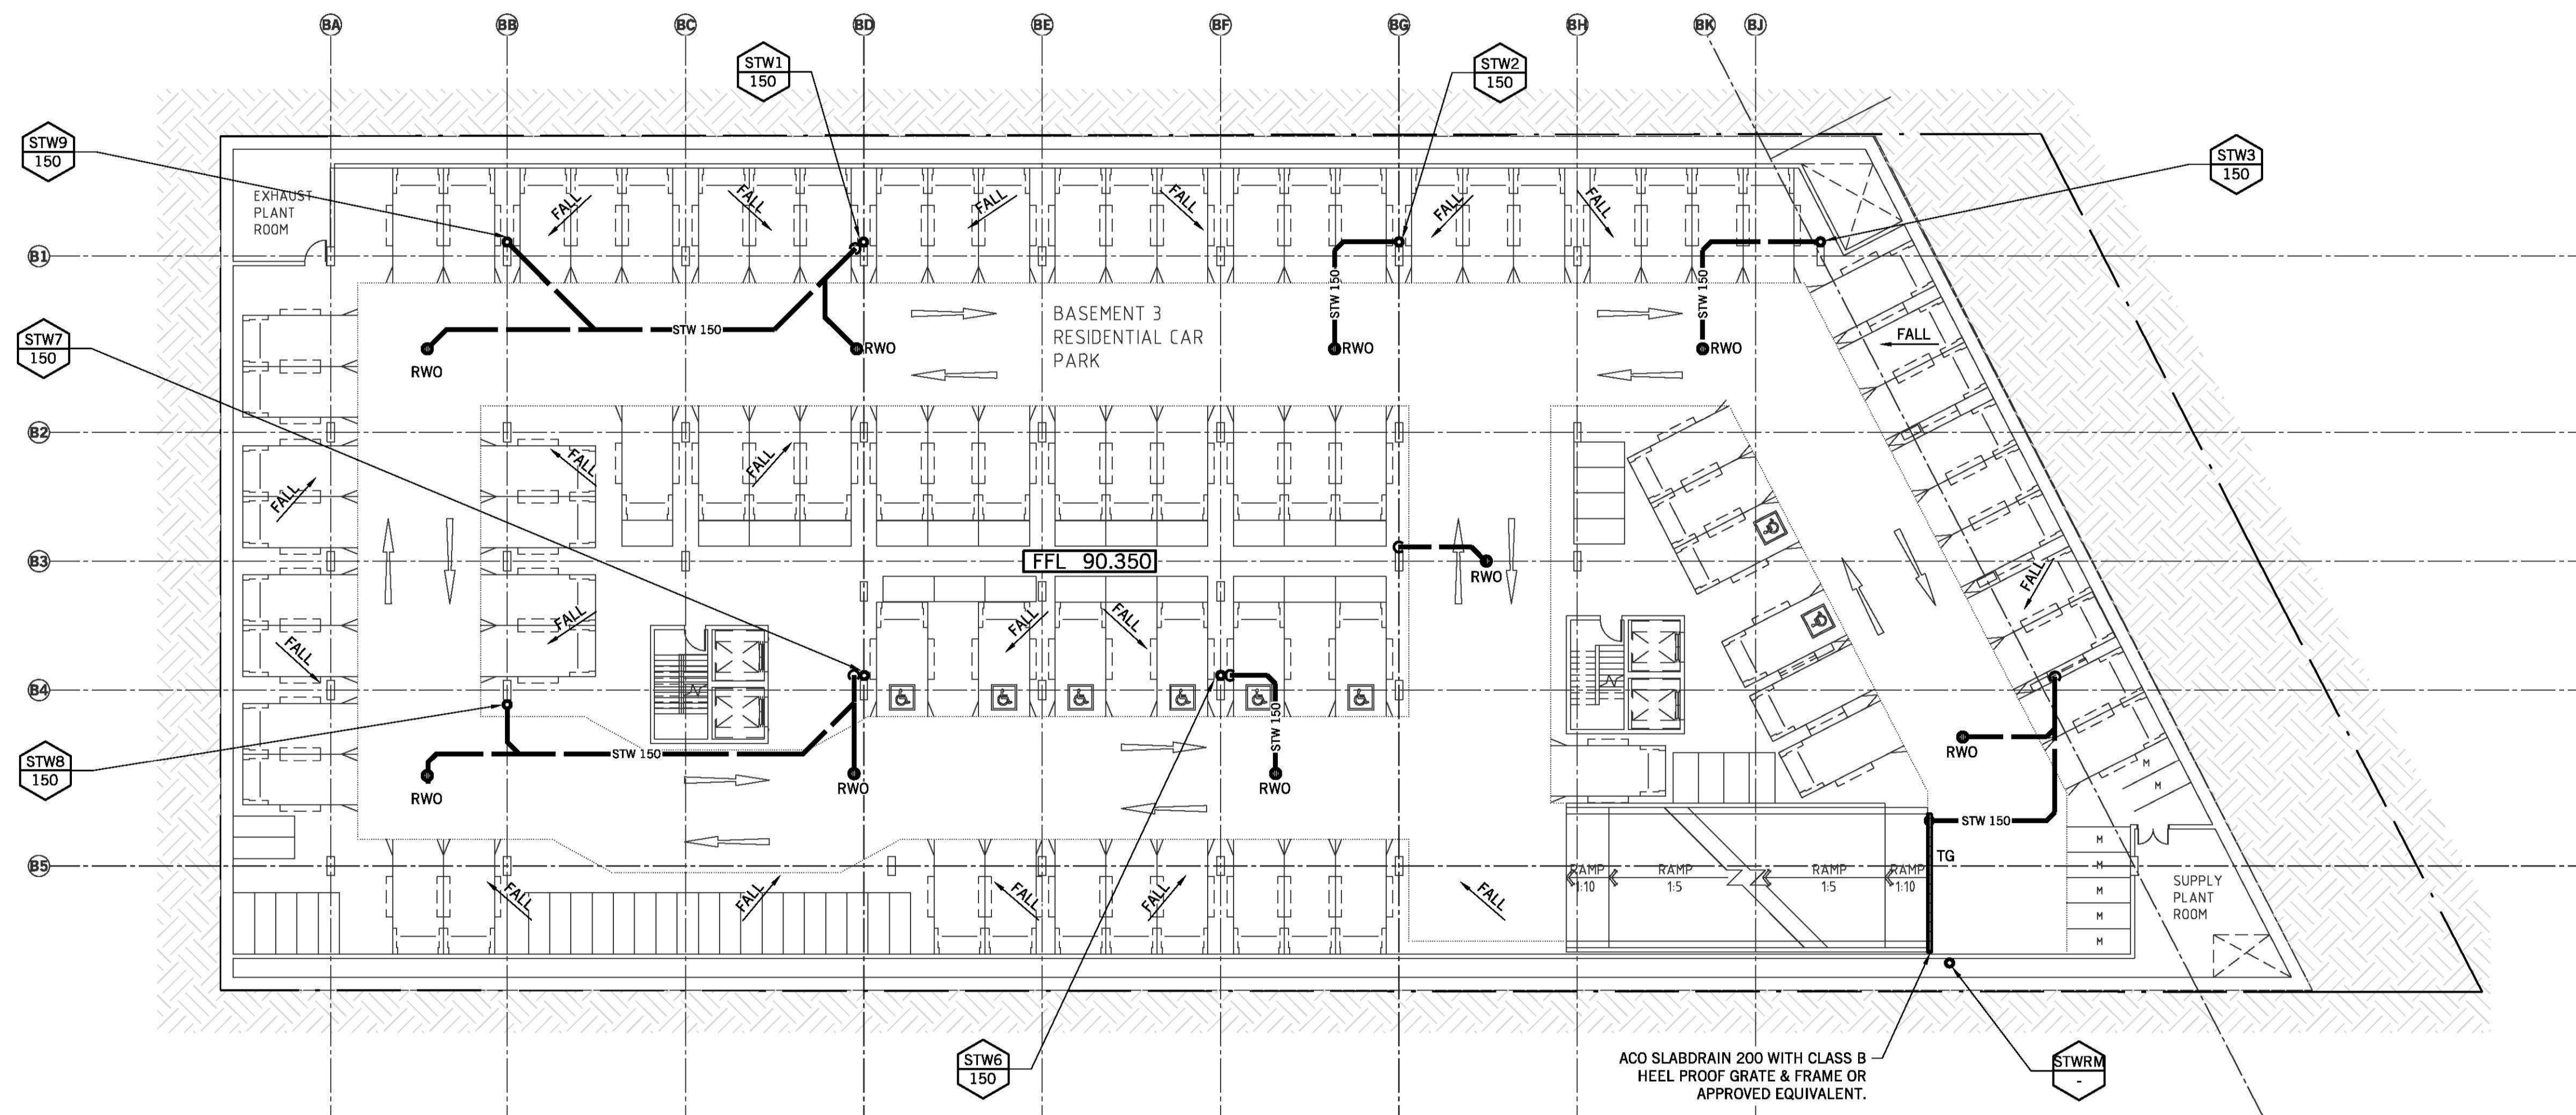 BA
BB
BC
BD
BE
BF
BG
BH
BK
BJ
STW1
150
STW2
150
STW9
150
STW3
150
EXHAUST
PLANT
ROOM
FALL
FALL
FALL
FALL
FALL
FALL
B1
STW 150
STW 150
STW 150
BASEMENT 3
RESIDENTIAL CAR
PARK
STW7
150
RWO
RWO
RWO
RWO
FALL
B2
FALL
FALL
FALL
B3
FFL 90.350
RWO
FALL
FALL
FALL
FALL
FALL
B4
STW8
150
STW 150
STW 150
RWO
RWO
RWO
RWO
M
M
STW 150
M
B5
TG
M
RAMP
1:10
RAMP
1:5
RAMP
1:5
RAMP
1:10
M
M
M
SUPPLY
PLANT
ROOM
FALL
FALL
FALL
FALL
FALL
STW6
150
ACO SLABDRAIN 200 WITH CLASS B
HEEL PROOF GRATE & FRAME OR
APPROVED EQUIVALENT.
STWRM
-